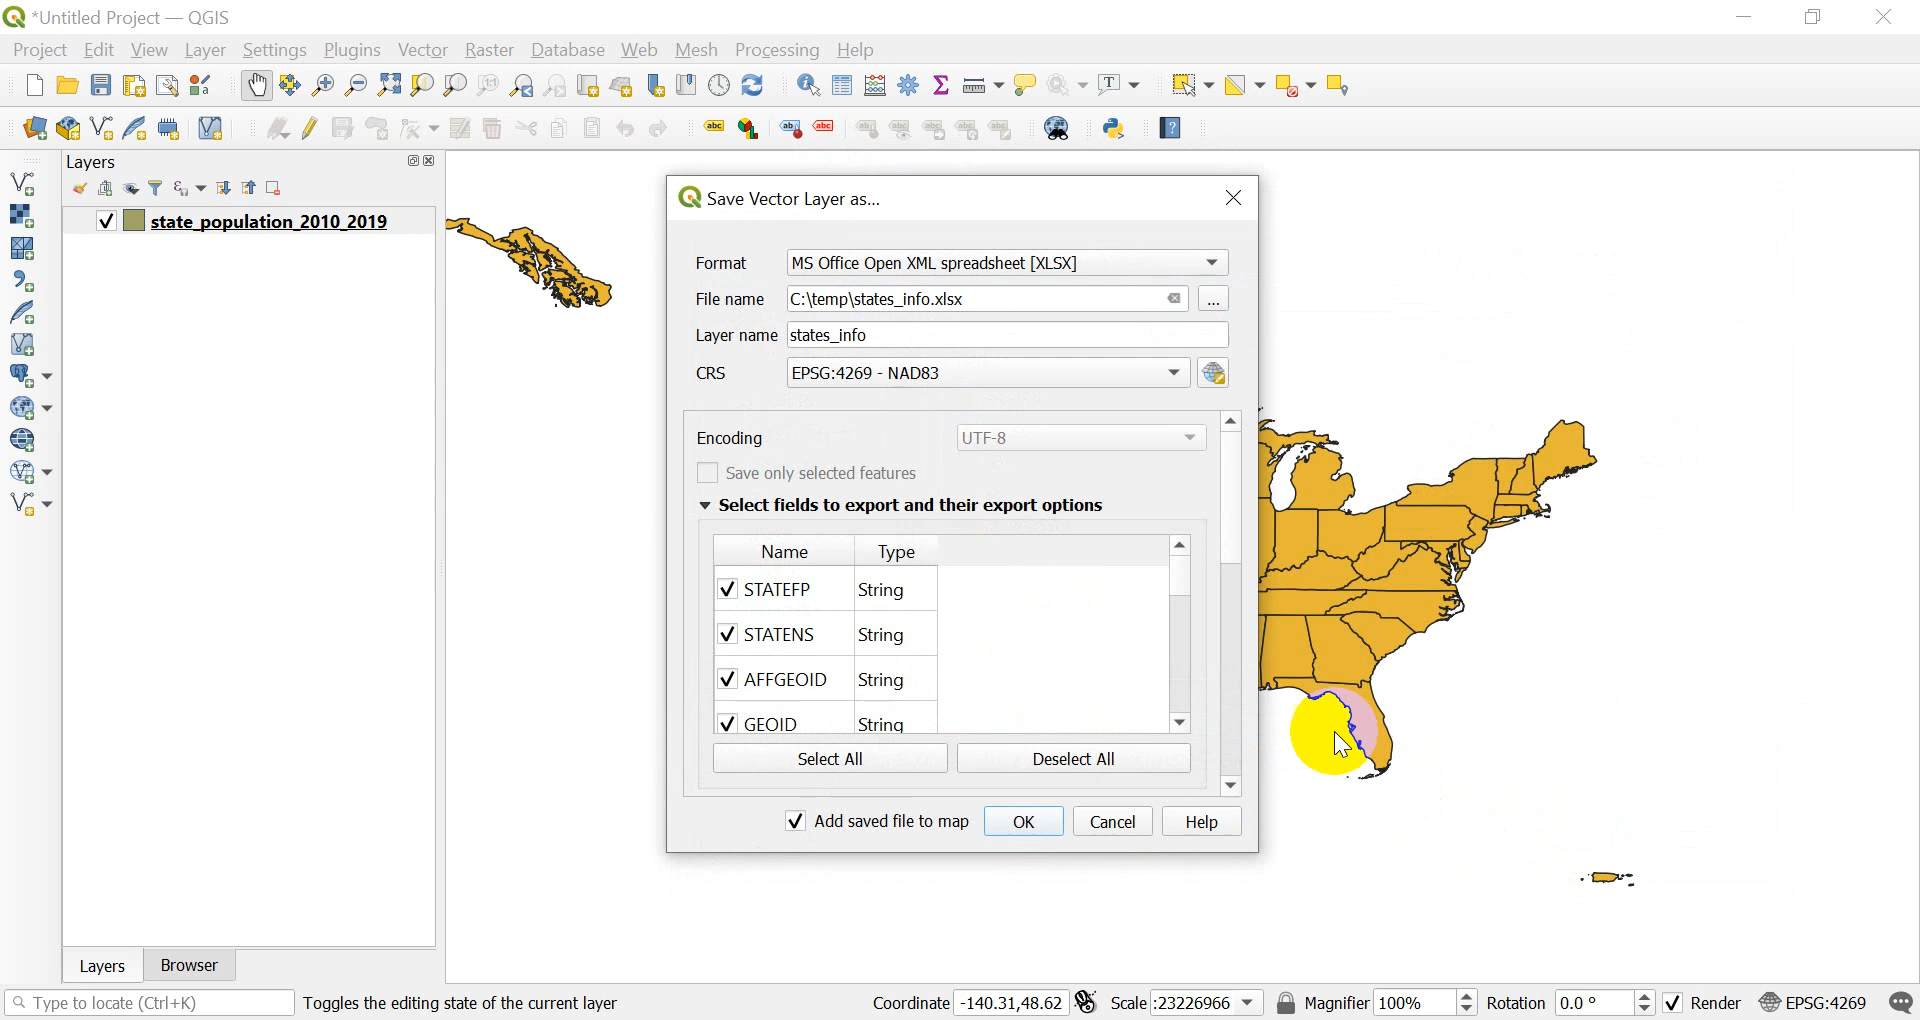 *Untitled Project — QGIS
Project Edit View Layer Settings Plugins Vector Raster Database Web Mesh Processing Help
Layers
state_population_2010_2019
Save Vector Layer as...
Format MS Office Open XML spreadsheet [XLSX]
File name C:\temp\states_info.xlsx ...
Layer name states_info
CRS EPSG:4269 - NAD83
Encoding UTF-8
Save only selected features
Select fields to export and their export options
Name Type
STATEFP String
STATENS String
AFFGEOID String
GEOID String
Select All Deselect All
Add saved file to map OK Cancel Help
Layers Browser
Type to locate (Ctrl+K) Toggles the editing state of the current layer Coordinate -140.31,48.62 Scale :23226966 Magnifier 100% Rotation 0.0 ° Render EPSG:4269